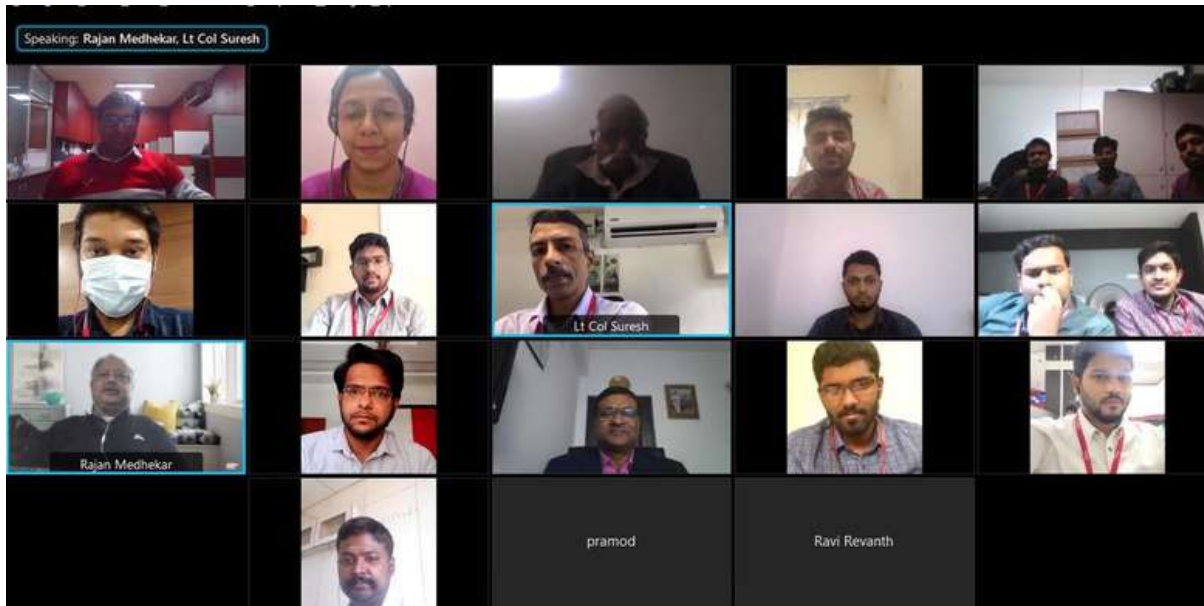 Speaking: Rajan Medhekar, Lt Col Suresh
Lt Col Suresh
Rajan Medhekar
pramod
Ravi Revanth